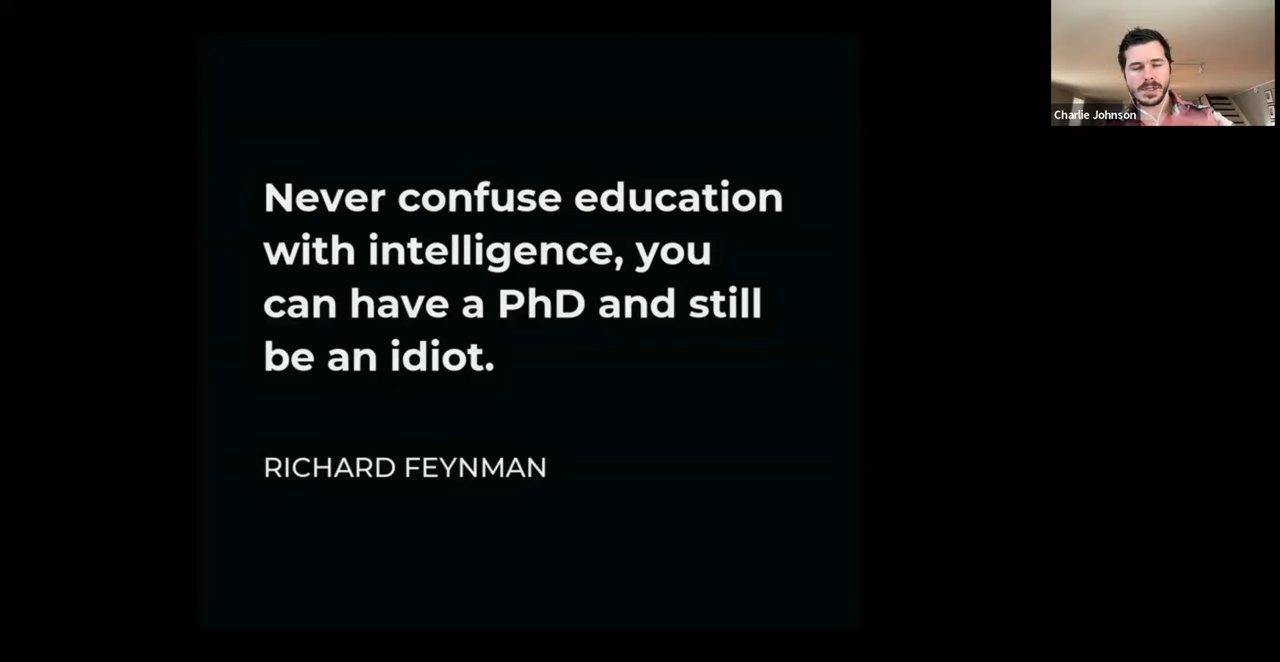 Never confuse education
with intelligence, you
can have a PhD and still
be an idiot.
RICHARD FEYNMAN
Charlie Johnson